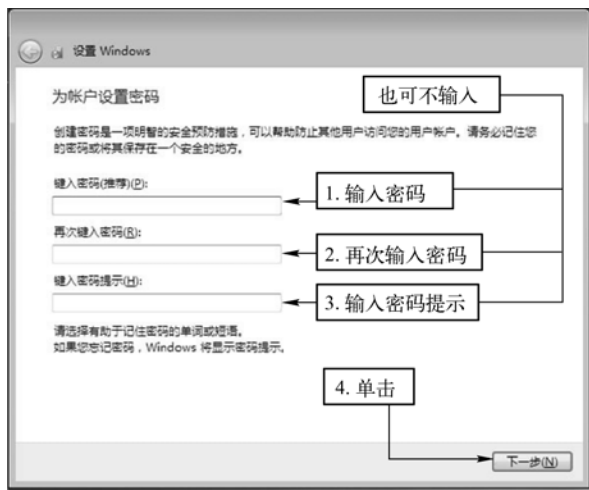 设置 Windows
为帐户设置密码
也可不输入
创建密码是一项明智的安全预防措施，可以帮助防止其他用户访问您的用户帐户。请务必记住您
的密码或将其保存在一个安全的地方。
键入密码(推荐)(P):
1. 输入密码
再次键入密码(R):
2. 再次输入密码
键入密码提示(H):
3. 输入密码提示
请选择有助于记住密码的单词或短语。
如果您忘记密码，Windows 将显示密码提示。
4. 单击
下一步(N)